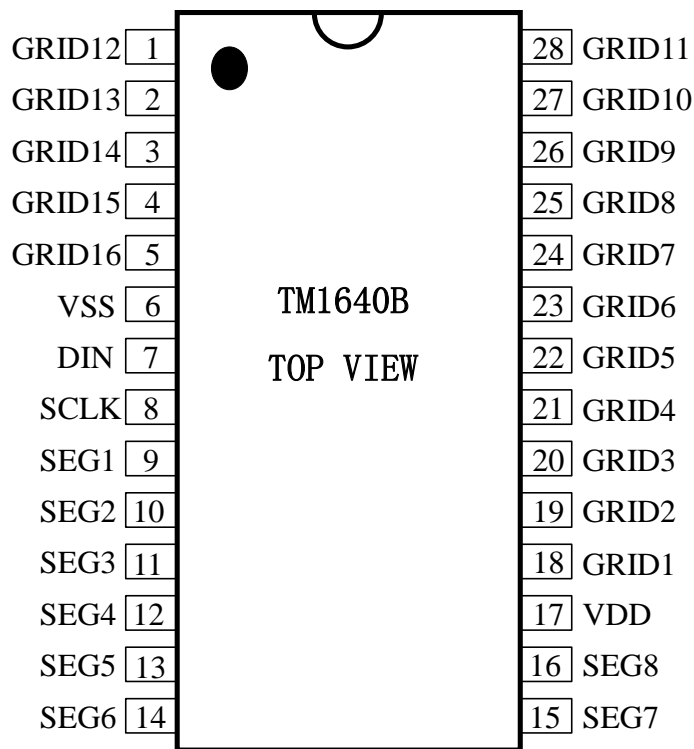 GRID12 1 28 GRID11
GRID13 2 27 GRID10
GRID14 3 26 GRID9
GRID15 4 25 GRID8
GRID16 5 24 GRID7
VSS 6 TM1640B 23 GRID6
DIN 7 TOP VIEW 22 GRID5
SCLK 8 21 GRID4
SEG1 9 20 GRID3
SEG2 10 19 GRID2
SEG3 11 18 GRID1
SEG4 12 17 VDD
SEG5 13 16 SEG8
SEG6 14 15 SEG7